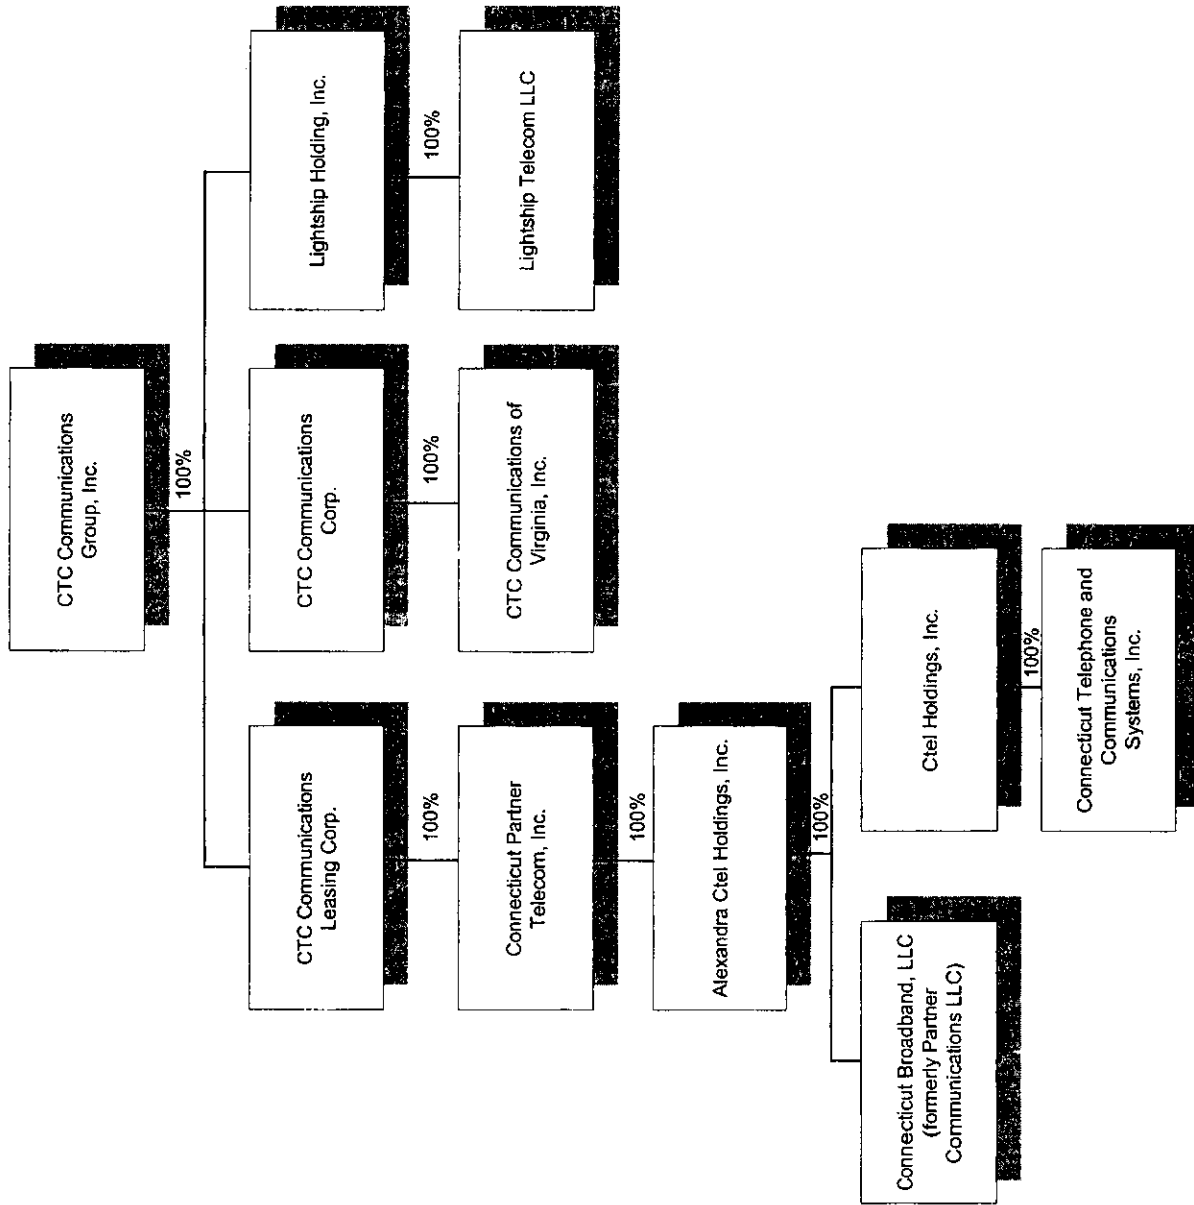 CTC Communications
Group, Inc.
100%
CTC Communications
Leasing Corp.
CTC Communications
Corp.
Lightship Holding, Inc.
100%
100%
100%
Connecticut Partner
Telecom, Inc.
CTC Communications of
Virginia, Inc.
Lightship Telecom LLC
100%
Alexandra Ctel Holdings, Inc.
100%
Connecticut Broadband, LLC
(formerly Partner
Communications LLC)
Ctel Holdings, Inc.
100%
Connecticut Telephone and
Communications
Systems, Inc.